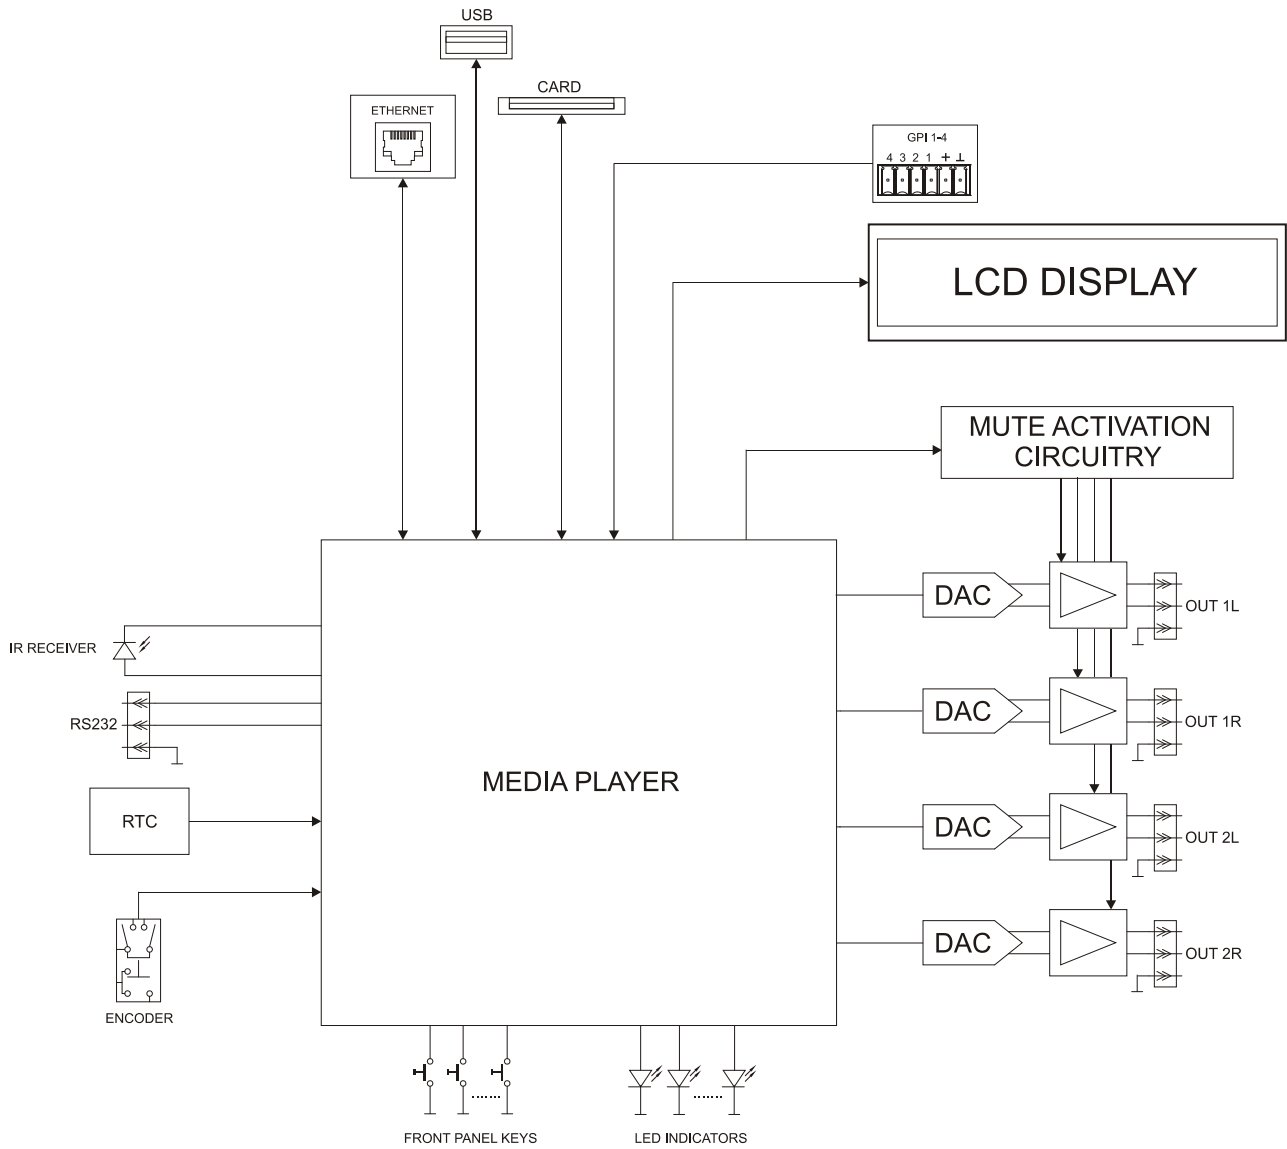 USB
CARD
ETHERNET
GPI 1-4
4 3 2 1 + ⊥
LCD DISPLAY
MUTE ACTIVATION
CIRCUITRY
DAC
OUT 1L
IR RECEIVER
RS232
DAC
OUT 1R
MEDIA PLAYER
RTC
DAC
OUT 2L
DAC
OUT 2R
ENCODER
FRONT PANEL KEYS
LED INDICATORS